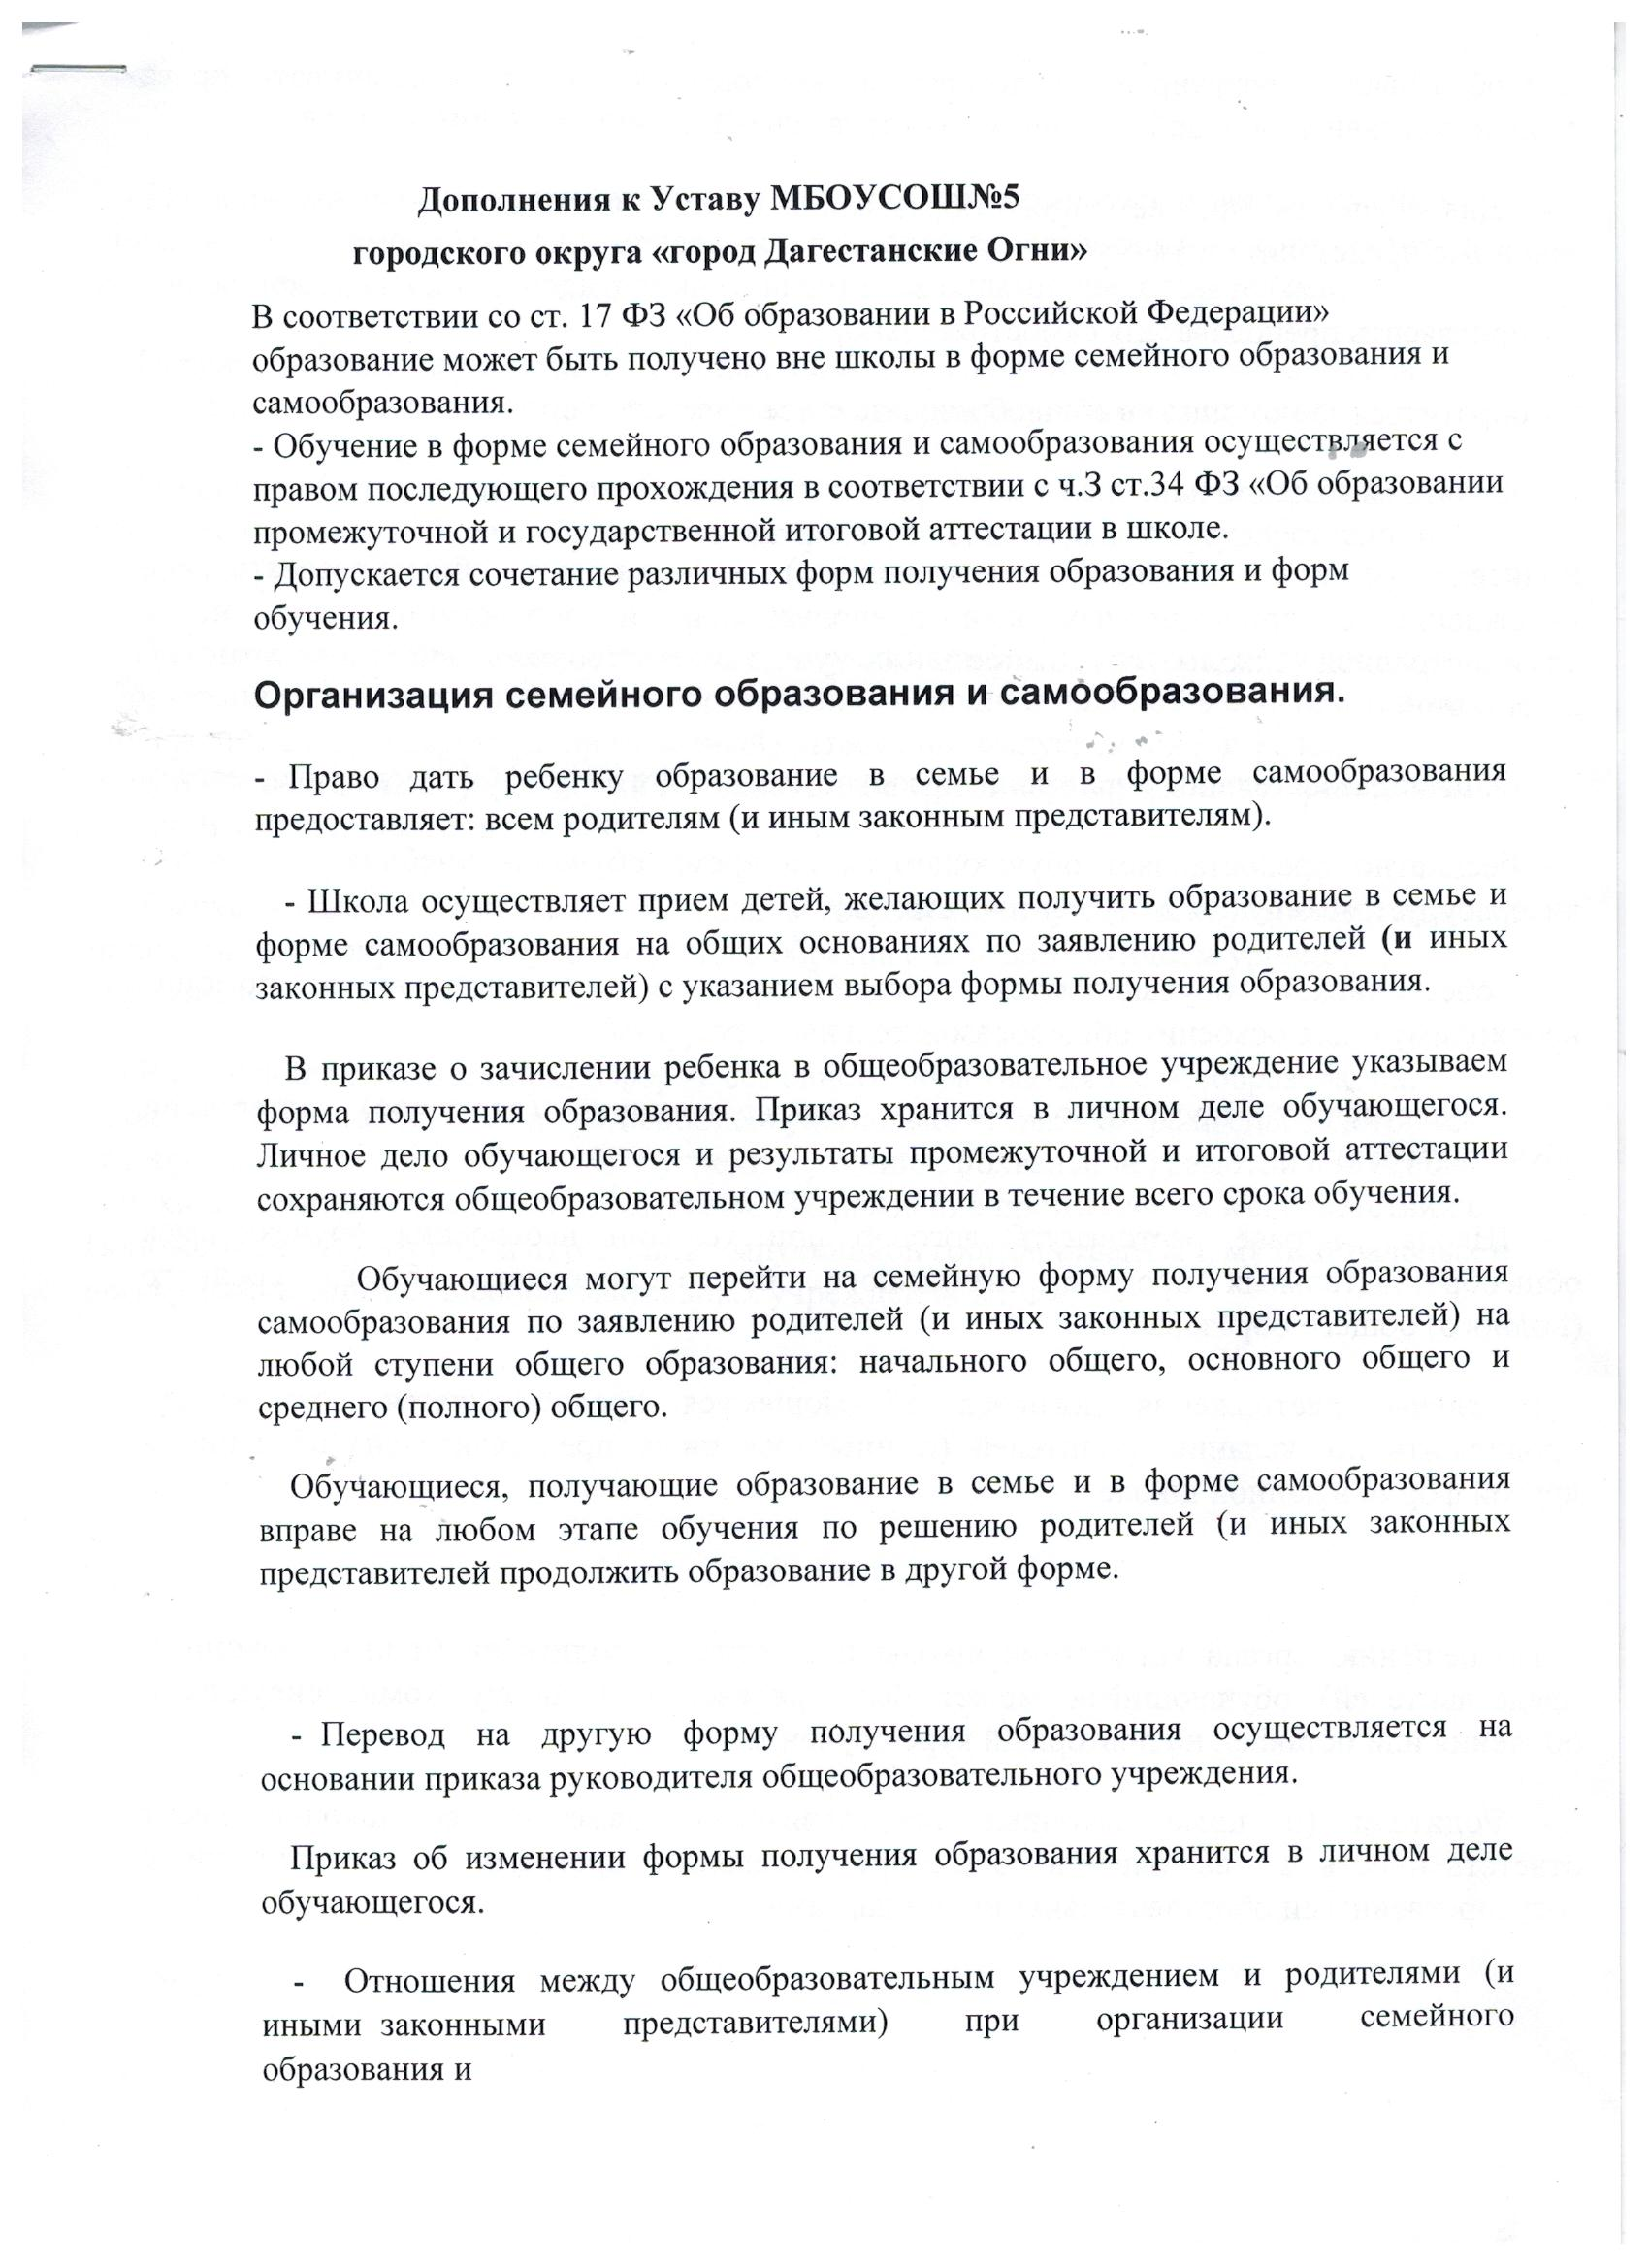 Дополнения к Уставу МБОУСОШ№5
городского округа «город Дагестанские Огни»
В соответствии со ст. 17 ФЗ «Об образовании в Российской Федерации»
образование может быть получено вне школы в форме семейного образования и
самообразования.
- Обучение в форме семейного образования и самообразования осуществляется с
правом последующего прохождения в соответствии с ч.3 ст.34 ФЗ «Об образовании
промежуточной и государственной итоговой аттестации в школе.
- Допускается сочетание различных форм получения образования и форм
обучения.
Организация семейного образования и самообразования.
- Право дать ребенку образование в семье и в форме самообразования
предоставляет: всем родителям (и иным законным представителям).
- Школа осуществляет прием детей, желающих получить образование в семье и
форме самообразования на общих основаниях по заявлению родителей (и иных
законных представителей) с указанием выбора формы получения образования.
В приказе о зачислении ребенка в общеобразовательное учреждение указываем
форма получения образования. Приказ хранится в личном деле обучающегося.
Личное дело обучающегося и результаты промежуточной и итоговой аттестации
сохраняются общеобразовательном учреждении в течение всего срока обучения.
Обучающиеся могут перейти на семейную форму получения образования
самообразования по заявлению родителей (и иных законных представителей) на
любой ступени общего образования: начального общего, основного общего и
среднего (полного) общего.
Обучающиеся, получающие образование в семье и в форме самообразования
вправе на любом этапе обучения по решению родителей (и иных законных
представителей продолжить образование в другой форме.
- Перевод на другую форму получения образования осуществляется на
основании приказа руководителя общеобразовательного учреждения.
Приказ об изменении формы получения образования хранится в личном деле
обучающегося.
- Отношения между общеобразовательным учреждением и родителями (и
иными законными представителями) при организации семейного
образования и